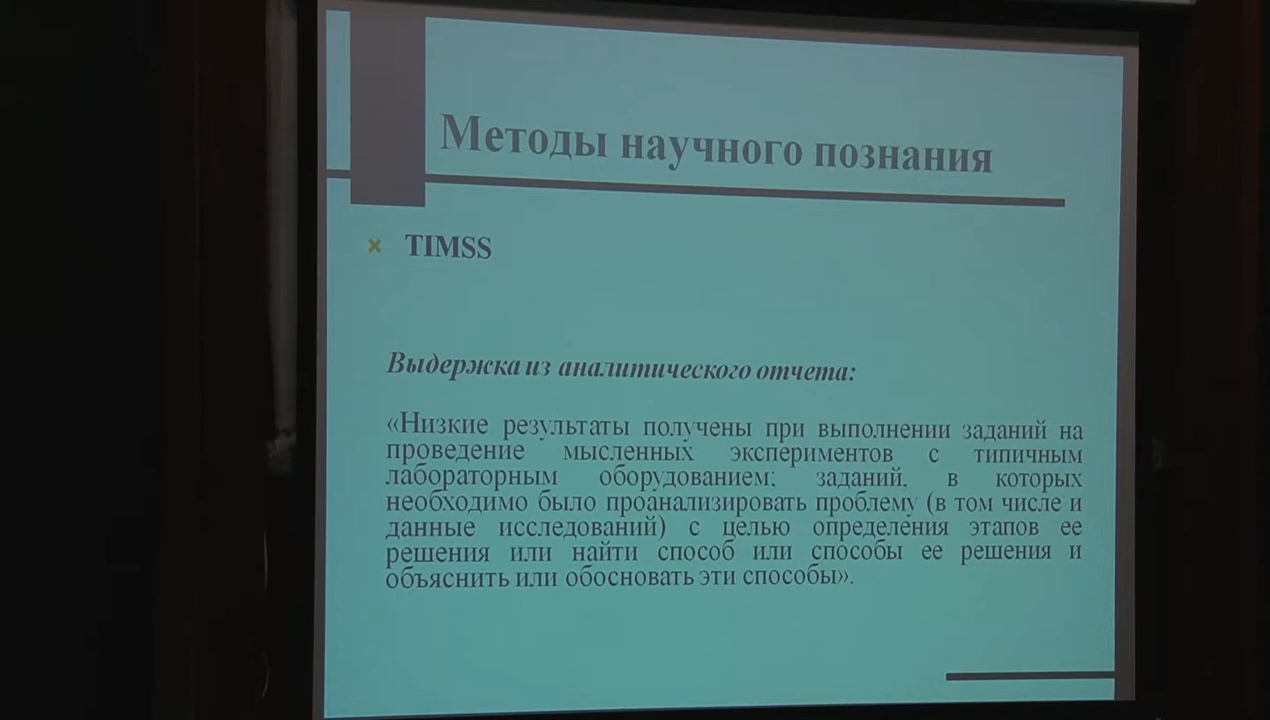 Методы научного познания
TIMSS
Выдержка из аналитического отчета:
«Низкие результаты получены при выполнении заданий на
проведение мысленных экспериментов с типичным
лабораторным оборудованием; заданий, в которых
необходимо было проанализировать проблему (в том числе и
данные исследований) с целью определения этапов ее
решения или найти способ или способы ее решения и
объяснить или обосновать эти способы».